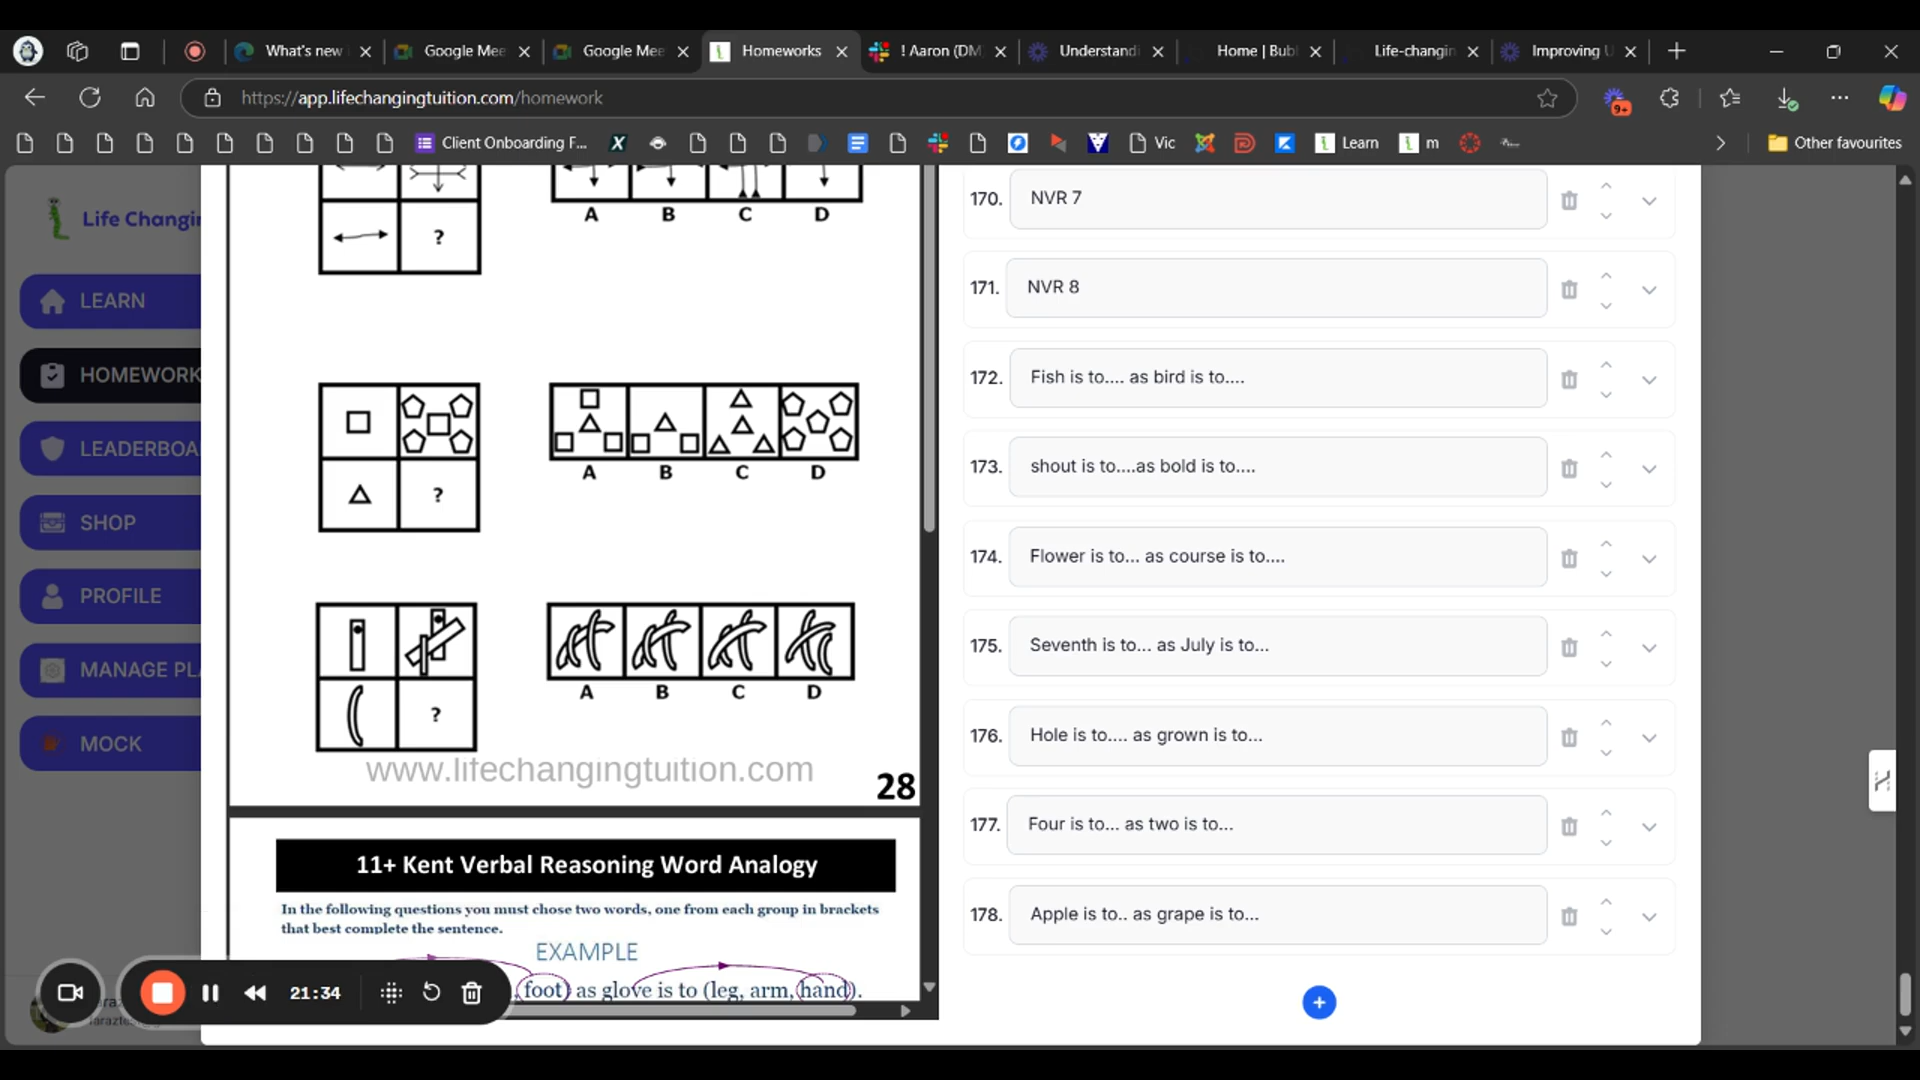 What's new
Google Mee
Google Mee
Homeworks
! Aaron (DM
Understandi
Home | Bubl
Life-changin
Improving U
https://app.lifechangingtuition.com/homework
9+
Client Onboarding F...
Vic
Learn
m
Other favourites
Life Changi
LEARN
HOMEWORK
LEADERBOA
SHOP
PROFILE
MANAGE PL
MOCK
?
A B C D
?
A B C D
?
A B C D
www.lifechangingtuition.com
28
11+ Kent Verbal Reasoning Word Analogy
In the following questions you must chose two words, one from each group in brackets
that best complete the sentence.
EXAMPLE
foot) as glove is to (leg, arm, hand).
21:34
170. NVR 7
171. NVR 8
172. Fish is to.... as bird is to....
173. shout is to....as bold is to....
174. Flower is to... as course is to....
175. Seventh is to... as July is to...
176. Hole is to.... as grown is to...
177. Four is to... as two is to...
178. Apple is to.. as grape is to...